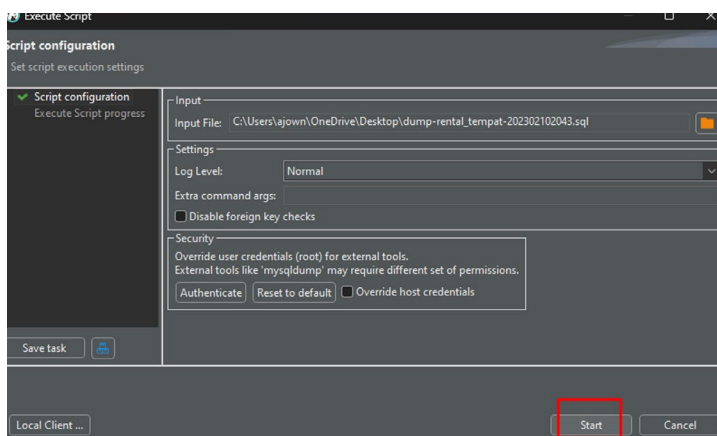 Execute Script
Script configuration
Set script execution settings
Script configuration
Execute Script progress
Input
Input File: C:\Users\ajown\OneDrive\Desktop\dump-rental_tempat-202302102043.sql
Settings
Log Level: Normal
Extra command args:
Disable foreign key checks
Security
Override user credentials (root) for external tools.
External tools like 'mysqldump' may require different set of permissions.
Authenticate Reset to default Override host credentials
Save task
Local Client ... Start Cancel